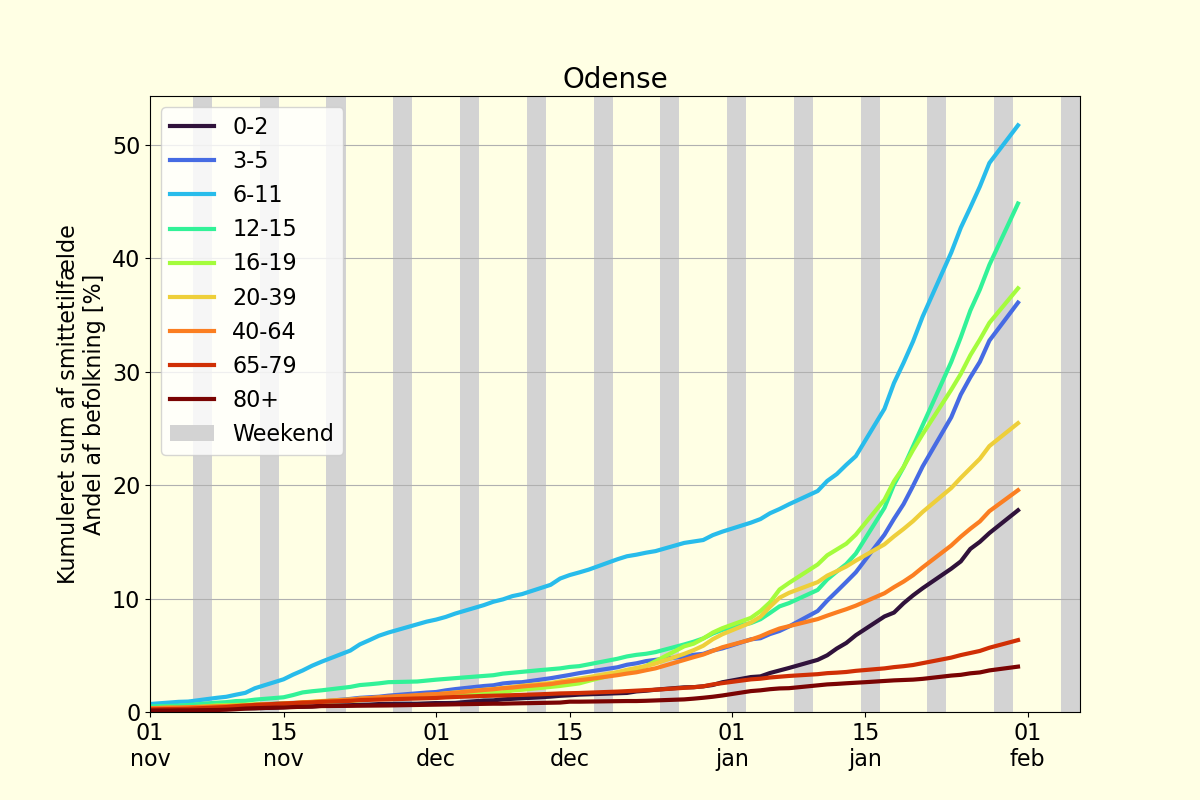 Odense
Kumuleret sum af smittetilfælde
Andel af befolkning [%]
50
40
30
20
10
0
0-2
3-5
6-11
12-15
16-19
20-39
40-64
65-79
80+
Weekend
01 15 01 15 01 15 01
nov nov dec dec jan jan feb